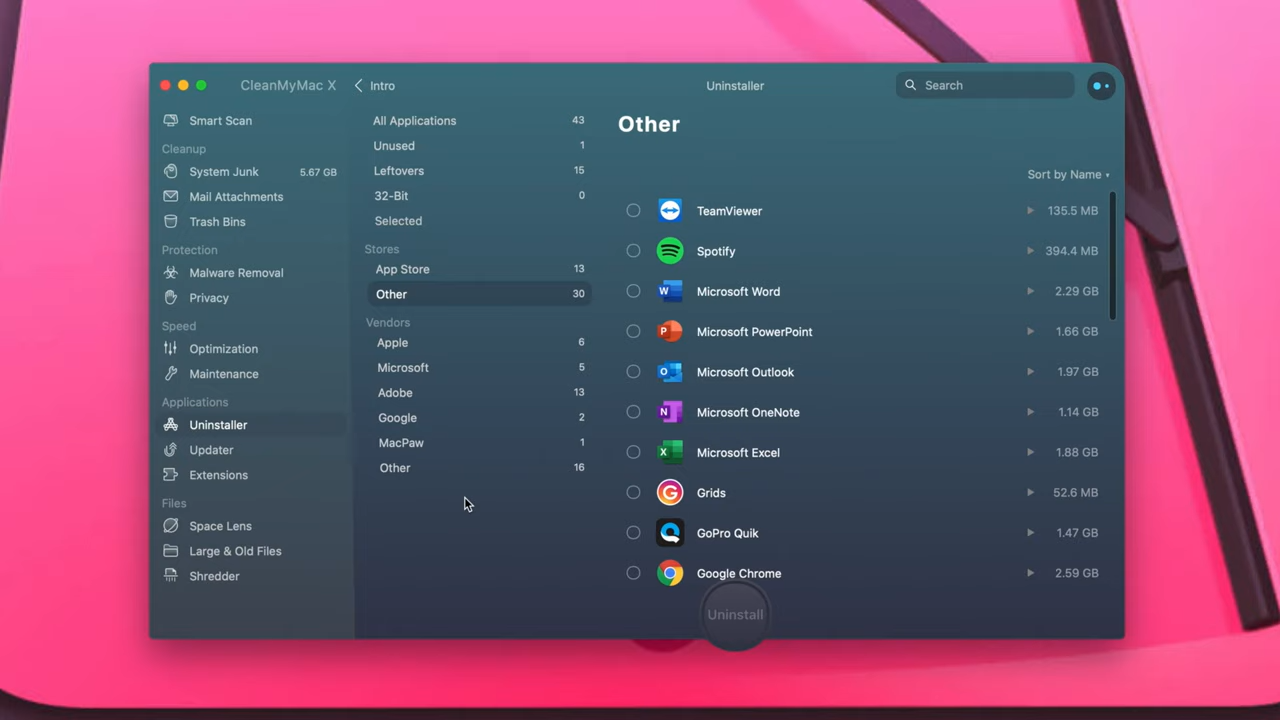 CleanMyMac X
Intro
Uninstaller
Search
Smart Scan
Cleanup
System Junk 5.67 GB
Mail Attachments
Trash Bins
Protection
Malware Removal
Privacy
Speed
Optimization
Maintenance
Applications
Uninstaller
Updater
Extensions
Files
Space Lens
Large & Old Files
Shredder
All Applications 43
Unused 1
Leftovers 15
32-Bit 0
Selected
Stores
App Store 13
Other 30
Vendors
Apple 6
Microsoft 5
Adobe 13
Google 2
MacPaw 1
Other 16
Other
Sort by Name
TeamViewer 135.5 MB
Spotify 394.4 MB
W Microsoft Word 2.29 GB
P Microsoft PowerPoint 1.66 GB
O Microsoft Outlook 1.97 GB
N Microsoft OneNote 1.14 GB
X Microsoft Excel 1.88 GB
G Grids 52.6 MB
GoPro Quik 1.47 GB
Google Chrome 2.59 GB
Uninstall